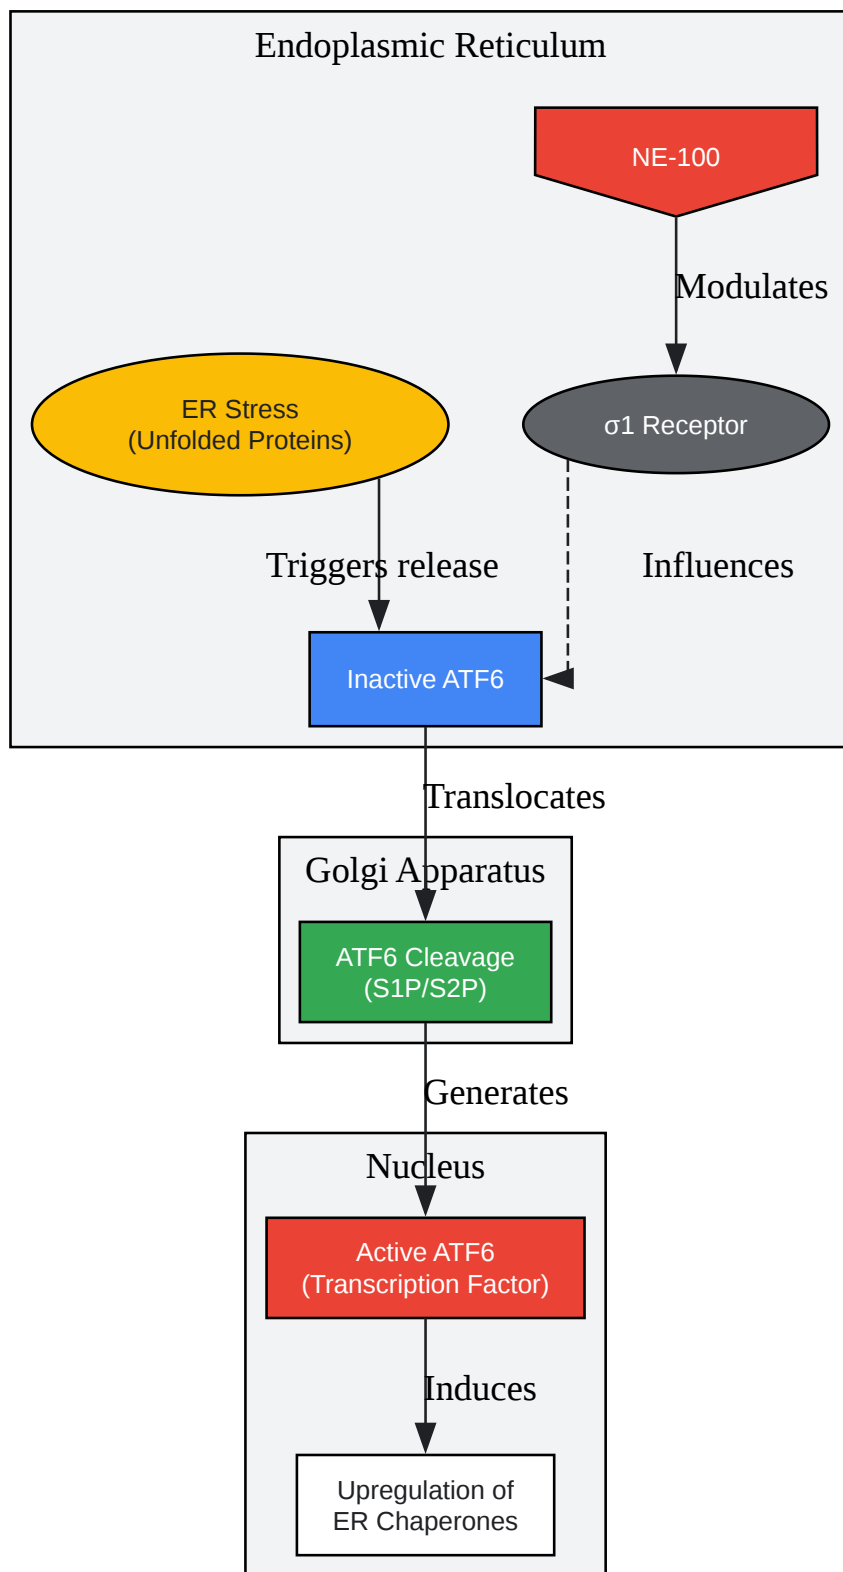 Endoplasmic Reticulum
NE-100
Modulates
ER Stress
(Unfolded Proteins)
σ1 Receptor
Triggers release
Influences
Inactive ATF6
Translocates
Golgi Apparatus
ATF6 Cleavage
(S1P/S2P)
Generates
Nucleus
Active ATF6
(Transcription Factor)
Induces
Upregulation of
ER Chaperones